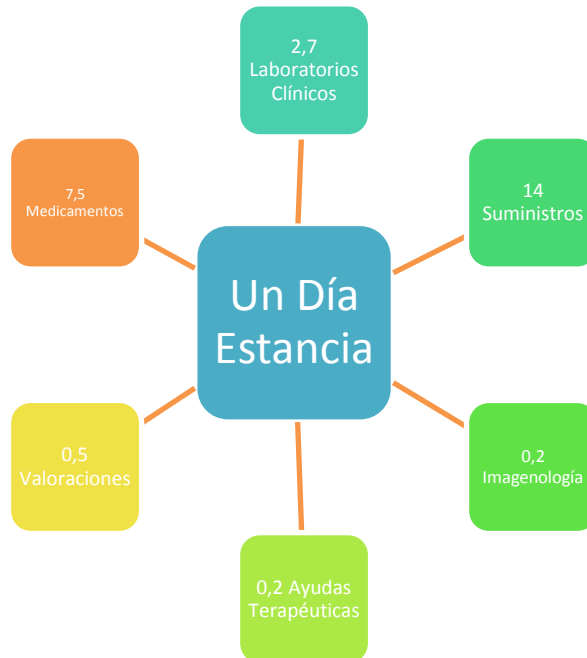 2,7
Laboratorios
Clínicos
7,5
Medicamentos
14
Suministros
Un Día
Estancia
0,5
Valoraciones
0,2
Imagenología
0,2 Ayudas
Terapéuticas